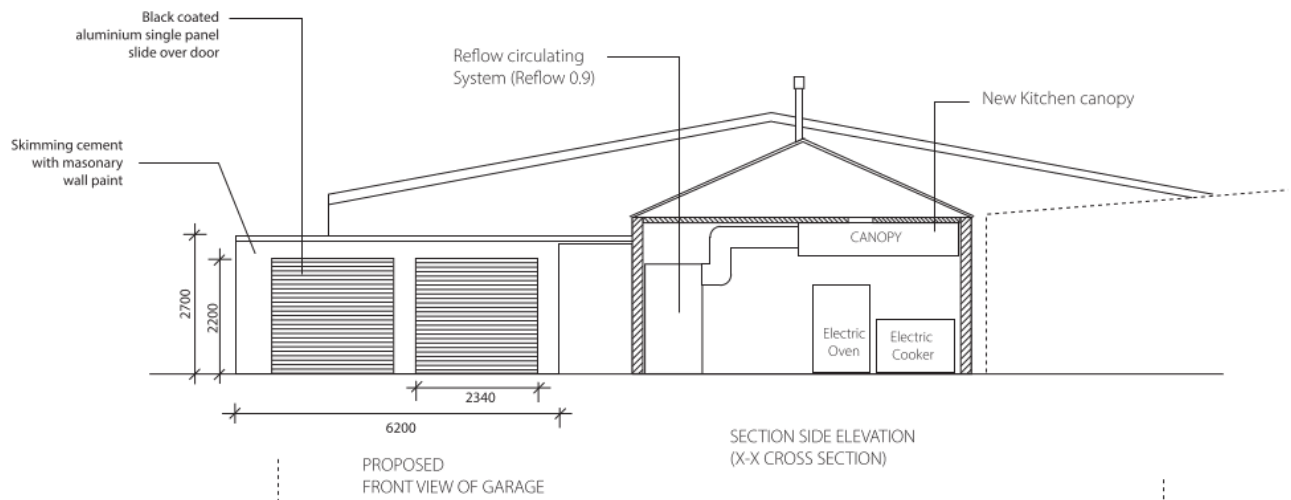 Black coated
aluminium single panel
slide over door
Reflow circulating
System (Reflow 0.9)
New Kitchen canopy
Skimming cement
with masonary
wall paint
CANOPY
2700
2200
Electric
Oven
Electric
Cooker
2340
6200
SECTION SIDE ELEVATION
(X-X CROSS SECTION)
PROPOSED
FRONT VIEW OF GARAGE